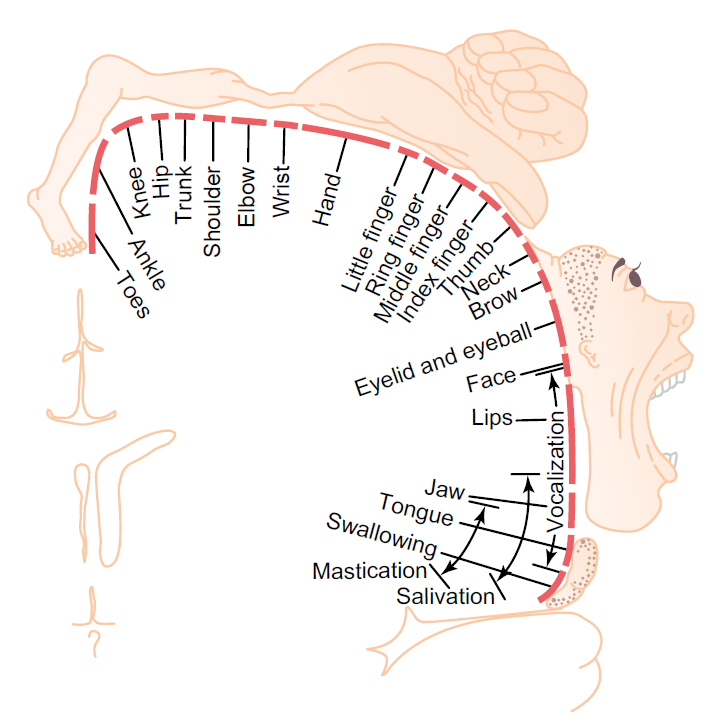 Toes
Ankle
Knee
Hip
Trunk
Shoulder
Elbow
Wrist
Hand
Little finger
Ring finger
Middle finger
Index finger
Thumb
Neck
Brow
Eyelid and eyeball
Face
Lips
Vocalization
Jaw
Tongue
Swallowing
Mastication
Salivation
?